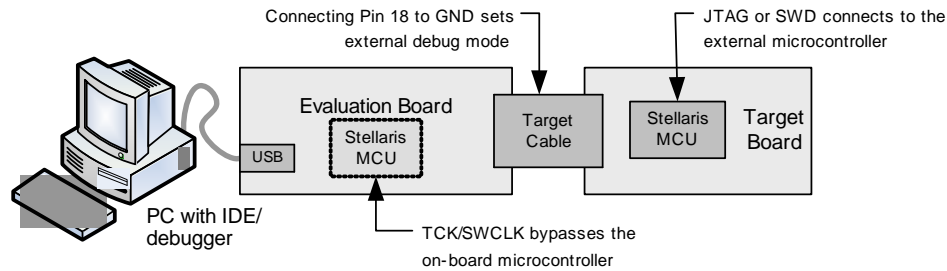 Connecting Pin 18 to GND sets
external debug mode
JTAG or SWD connects to the
external microcontroller
Evaluation Board
Stellaris
MCU
USB
Target
Cable
Stellaris
MCU
Target
Board
PC with IDE/
debugger
TCK/SWCLK bypasses the
on-board microcontroller